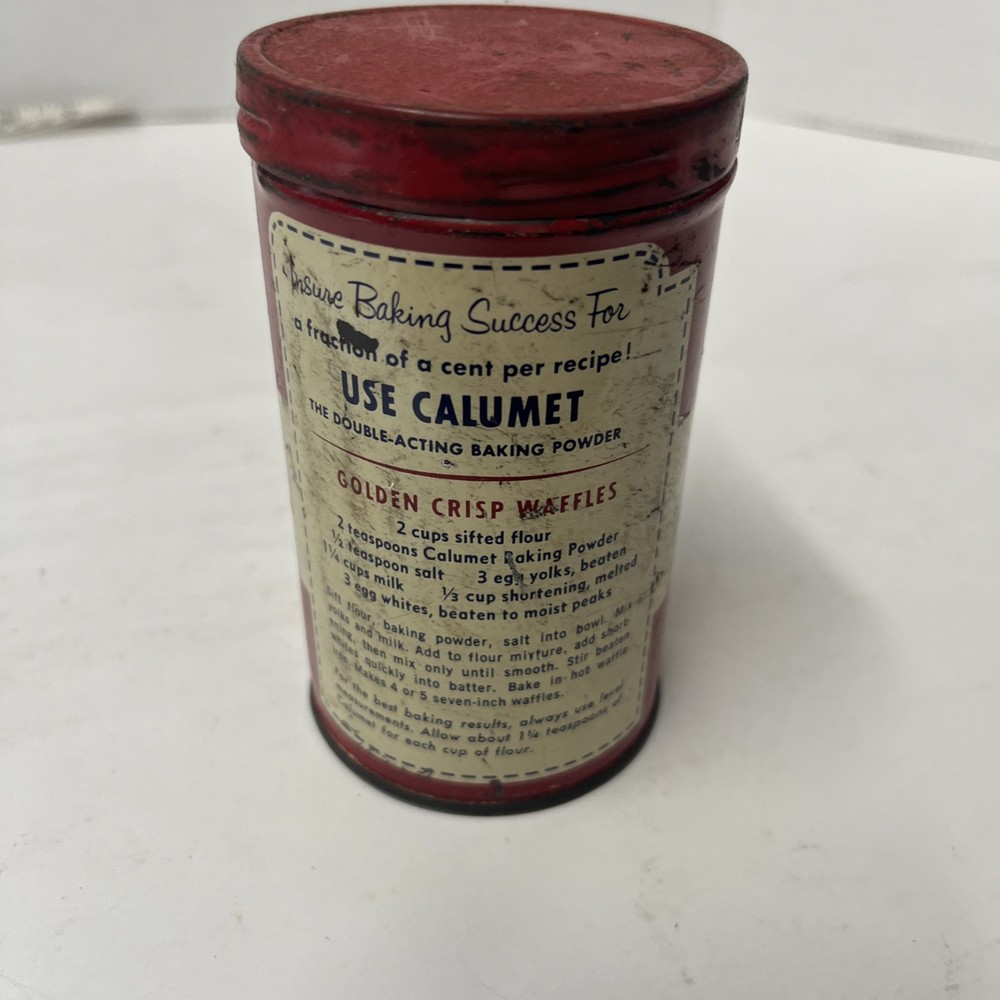 Ensure Baking Success For
a fraction of a cent per recipe!
USE CALUMET
THE DOUBLE-ACTING BAKING POWDER
GOLDEN CRISP WAFFLES
2 cups sifted flour
2 teaspoons Calumet Baking Powder
½ teaspoon salt 3 egg yolks, beaten
1¼ cups milk ⅓ cup shortening, melted
3 egg whites, beaten to moist peaks
Sift flour, baking powder, salt into bowl. Mix
yolks and milk. Add to flour mixture, add short-
ening, then mix only until smooth. Stir beaten
whites quickly into batter. Bake in hot waffle
iron. Makes 4 or 5 seven-inch waffles.
For the best baking results, always use level
measurements. Allow about 1¼ teaspoons of
Calumet for each cup of flour.